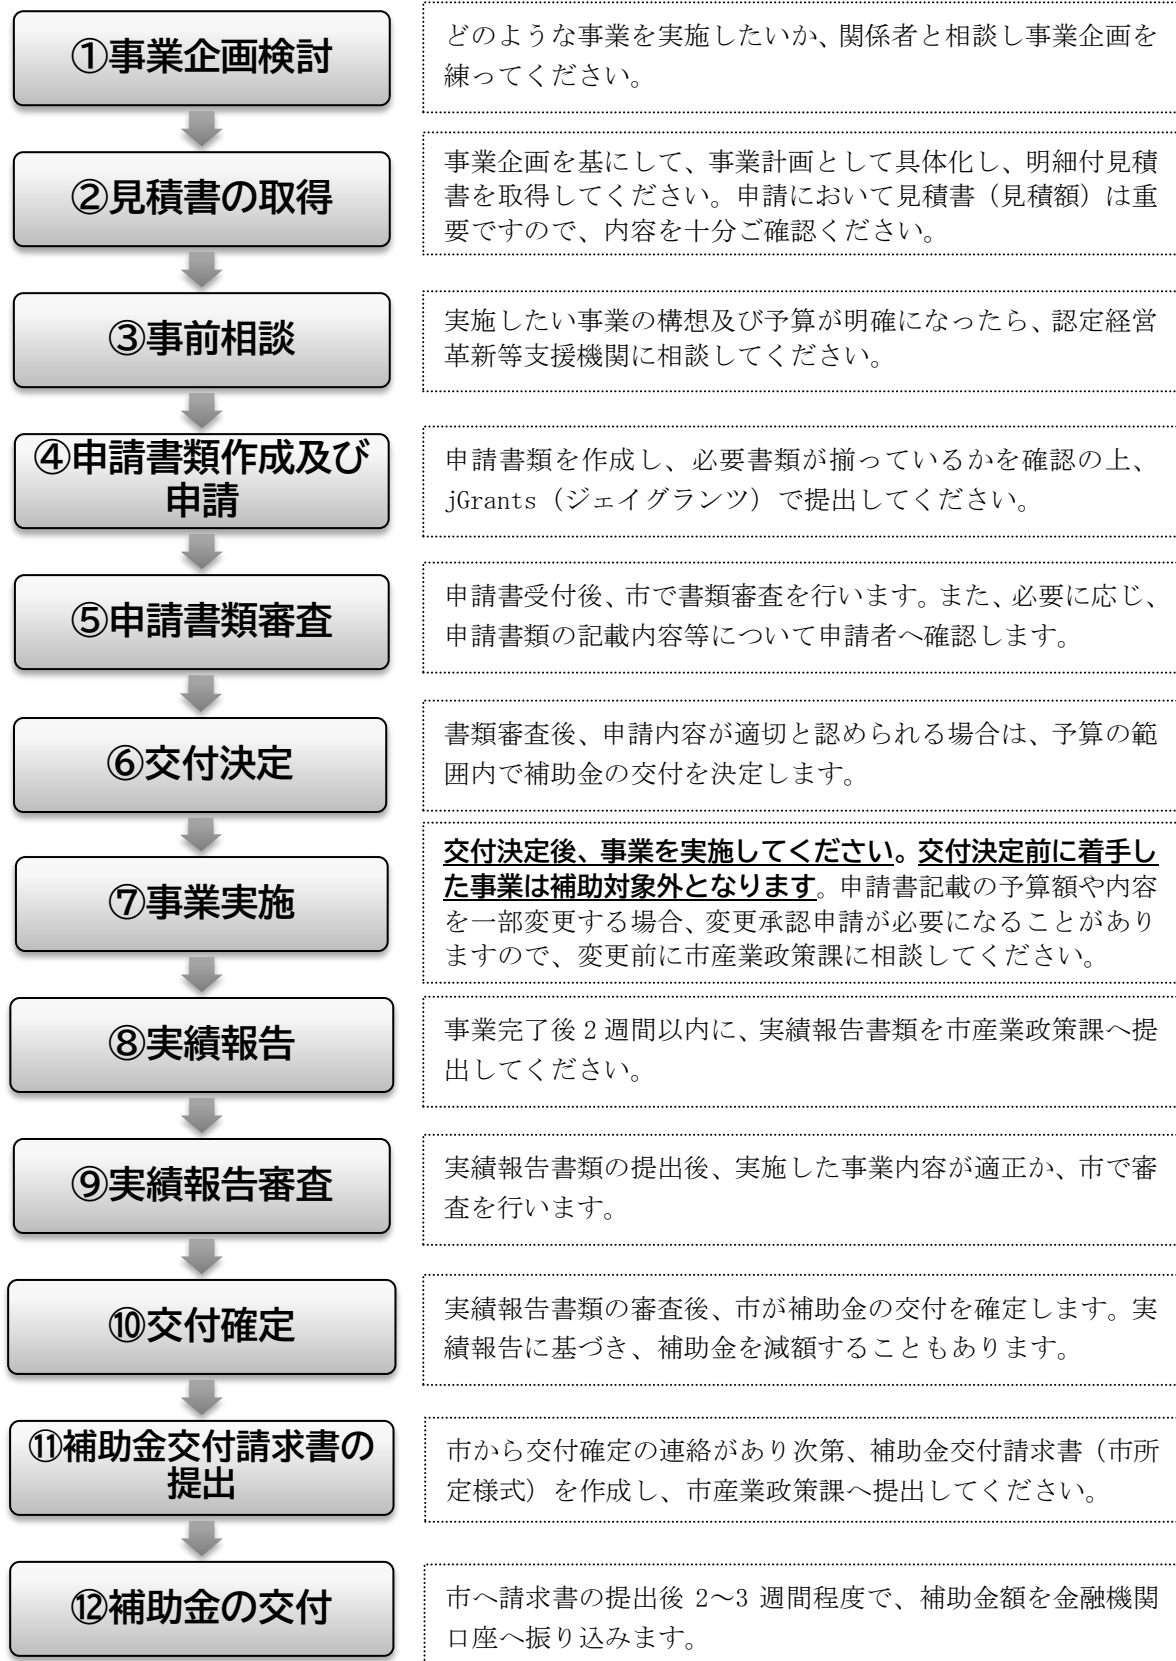 ①事業企画検討
どのような事業を実施したいか、関係者と相談し事業企画を
練ってください。
②見積書の取得
事業企画を基にして、事業計画として具体化し、明細付見積
書を取得してください。申請において見積書（見積額）は重
要ですので、内容を十分ご確認ください。
③事前相談
実施したい事業の構想及び予算が明確になったら、認定経営
革新等支援機関に相談してください。
④申請書類作成及び
申請
申請書類を作成し、必要書類が揃っているかを確認の上、
jGrants（ジェイグランツ）で提出してください。
⑤申請書類審査
申請書受付後、市で書類審査を行います。また、必要に応じ、
申請書類の記載内容等について申請者へ確認します。
⑥交付決定
書類審査後、申請内容が適切と認められる場合は、予算の範
囲内で補助金の交付を決定します。
⑦事業実施
交付決定後、事業を実施してください。交付決定前に着手し
た事業は補助対象外となります。申請書記載の予算額や内容
を一部変更する場合、変更承認申請が必要になることがあり
ますので、変更前に市産業政策課に相談してください。
⑧実績報告
事業完了後 2 週間以内に、実績報告書類を市産業政策課へ提
出してください。
⑨実績報告審査
実績報告書類の提出後、実施した事業内容が適正か、市で審
査を行います。
⑩交付確定
実績報告書類の審査後、市が補助金の交付を確定します。実
績報告に基づき、補助金を減額することもあります。
⑪補助金交付請求書の
提出
市から交付確定の連絡があり次第、補助金交付請求書（市所
定様式）を作成し、市産業政策課へ提出してください。
⑫補助金の交付
市へ請求書の提出後 2～3 週間程度で、補助金額を金融機関
口座へ振り込みます。